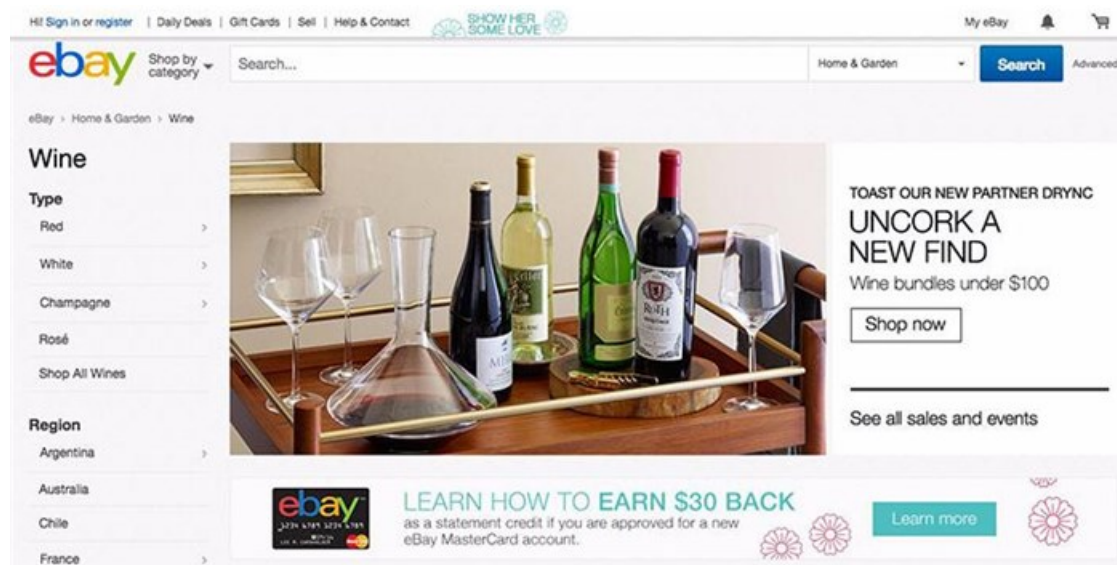 Hi! Sign in or register | Daily Deals | Gift Cards | Sell | Help & Contact
SHOW HER
SOME LOVE
My eBay
ebay
Shop by
category
Search...
Home & Garden
Search
Advanced
eBay > Home & Garden > Wine
Wine
Type
Red
White
Champagne
Rosé
Shop All Wines
Region
Argentina
Australia
Chile
France
ROTH
TOAST OUR NEW PARTNER DRYNC
UNCORK A
NEW FIND
Wine bundles under $100
Shop now
See all sales and events
ebay
LEARN HOW TO EARN $30 BACK
as a statement credit if you are approved for a new
eBay MasterCard account.
Learn more